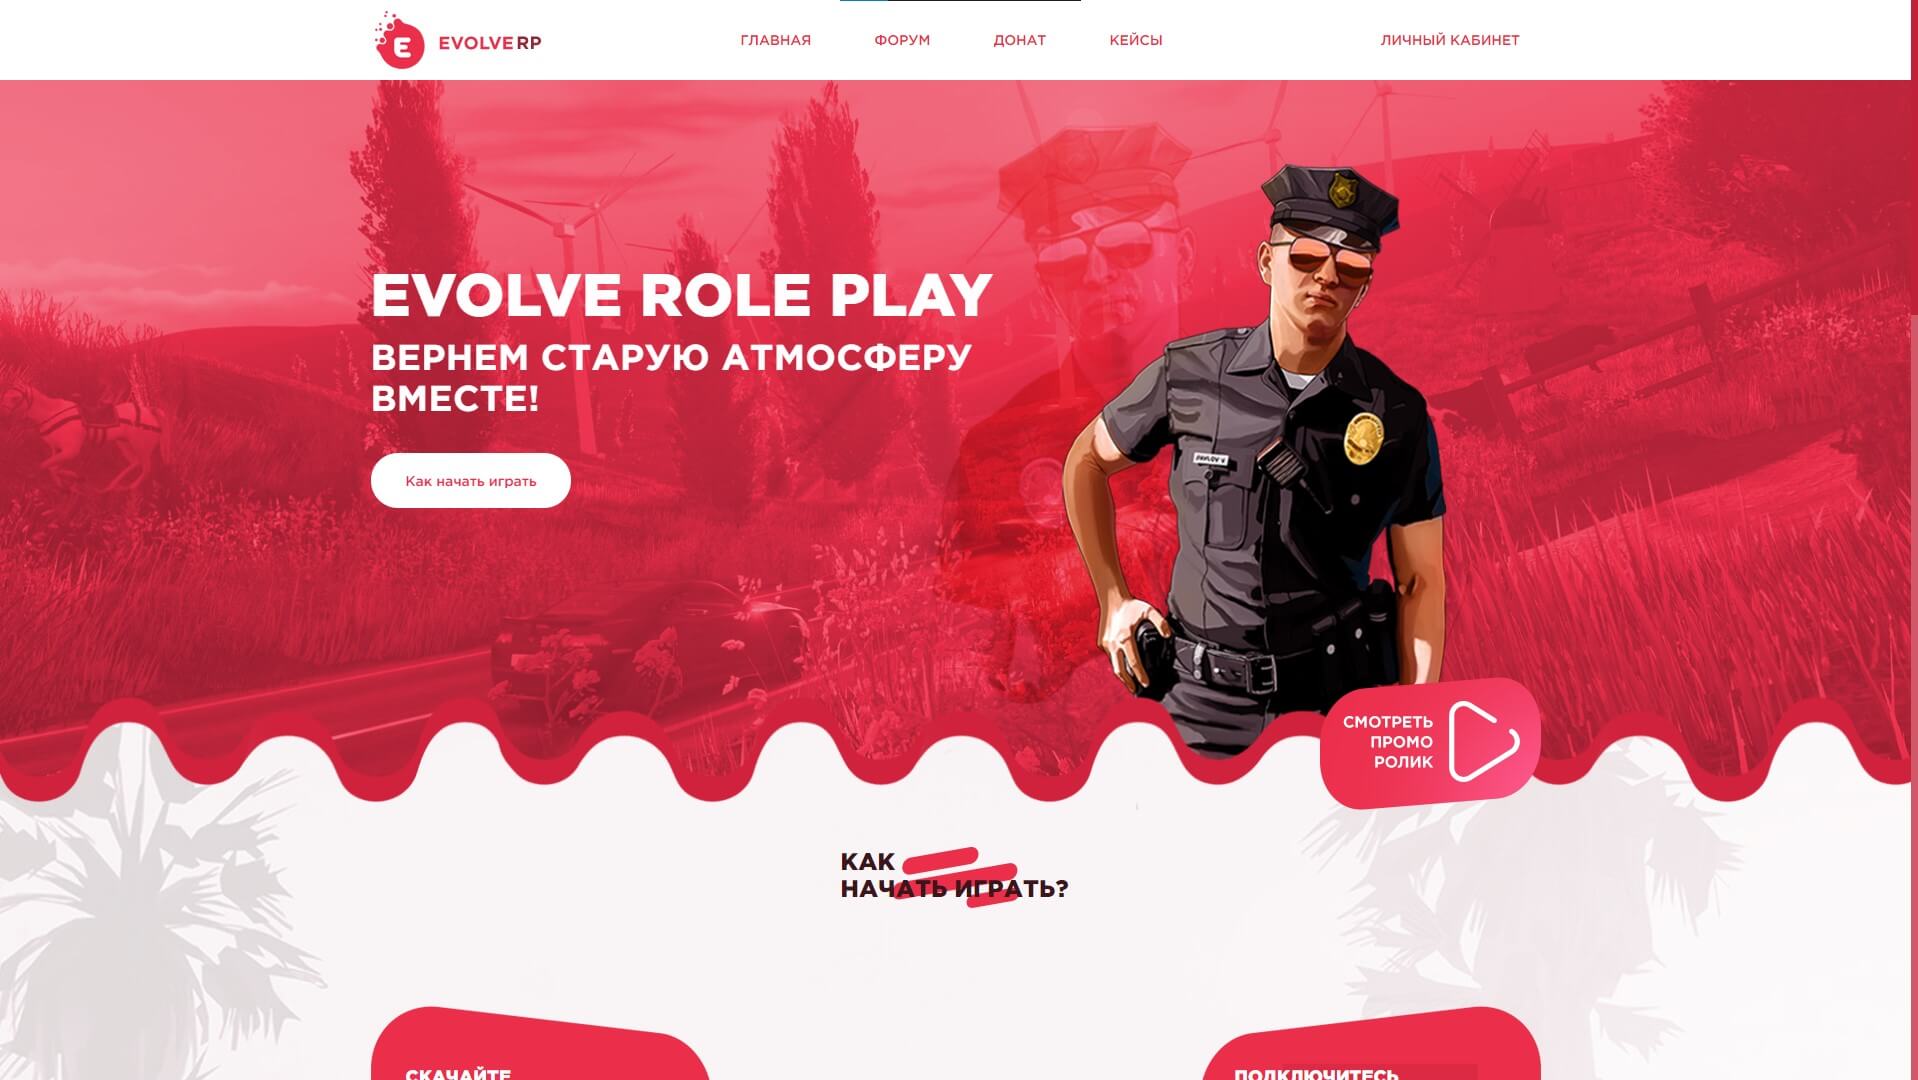 E
EVOLVE RP
ГЛАВНАЯ
ФОРУМ
ДОНАТ
КЕЙСЫ
ЛИЧНЫЙ КАБИНЕТ
EVOLVE ROLE PLAY
ВЕРНЕМ СТАРУЮ АТМОСФЕРУ
ВМЕСТЕ!
Как начать играть
PAVLOV V
СМОТРЕТЬ
ПРОМО
РОЛИК
КАК
НАЧАТЬ ИГРАТЬ?
СКАЧАЙТЕ
ПОДКЛЮЧИТЕСЬ